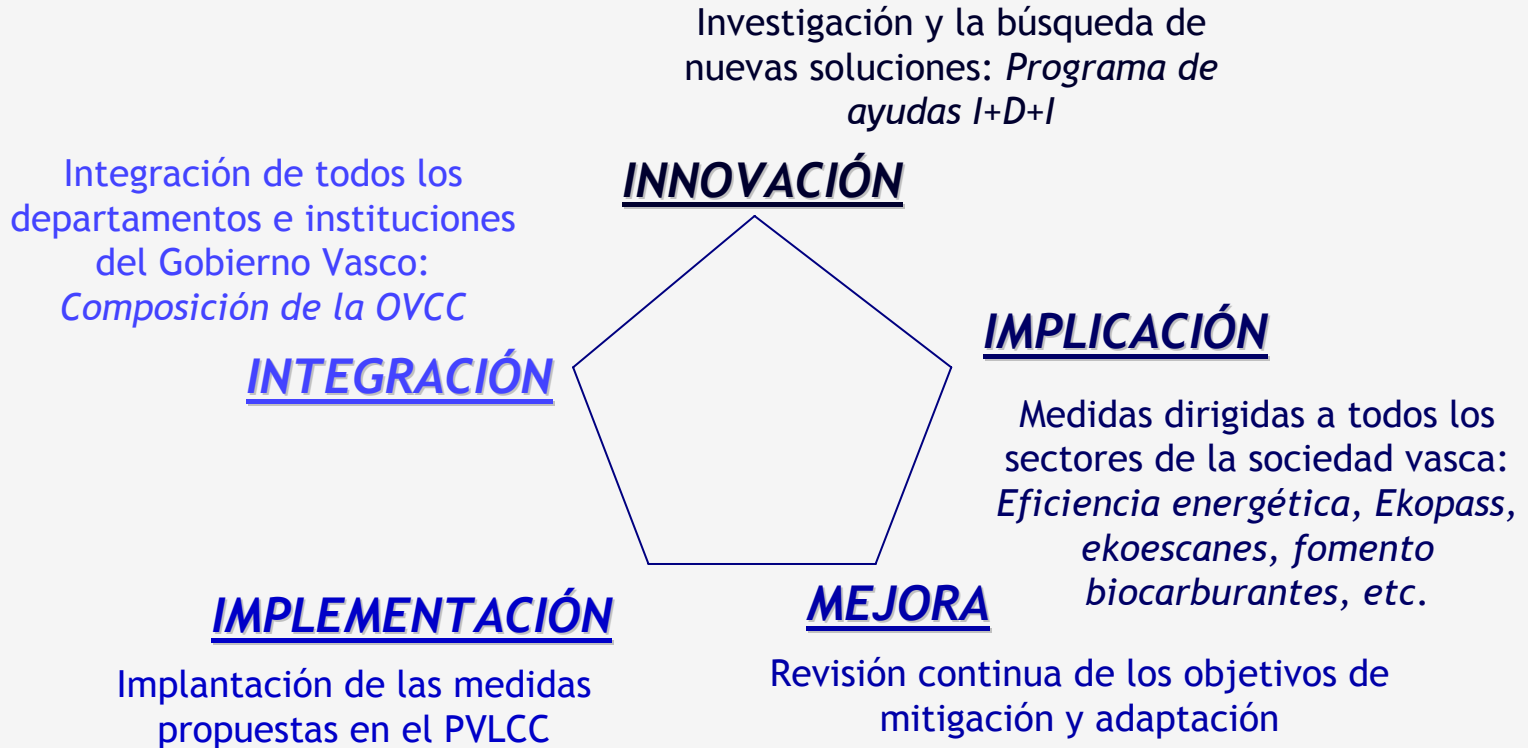 Investigación y la búsqueda de
nuevas soluciones: Programa de
ayudas I+D+I
INNOVACIÓN
Integración de todos los
departamentos e instituciones
del Gobierno Vasco:
Composición de la OVCC
INTEGRACIÓN
IMPLICACIÓN
Medidas dirigidas a todos los
sectores de la sociedad vasca:
Eficiencia energética, Ekopass,
ekoescanes, fomento
biocarburantes, etc.
IMPLEMENTACIÓN
Implantación de las medidas
propuestas en el PVLCC
MEJORA
Revisión continua de los objetivos de
mitigación y adaptación